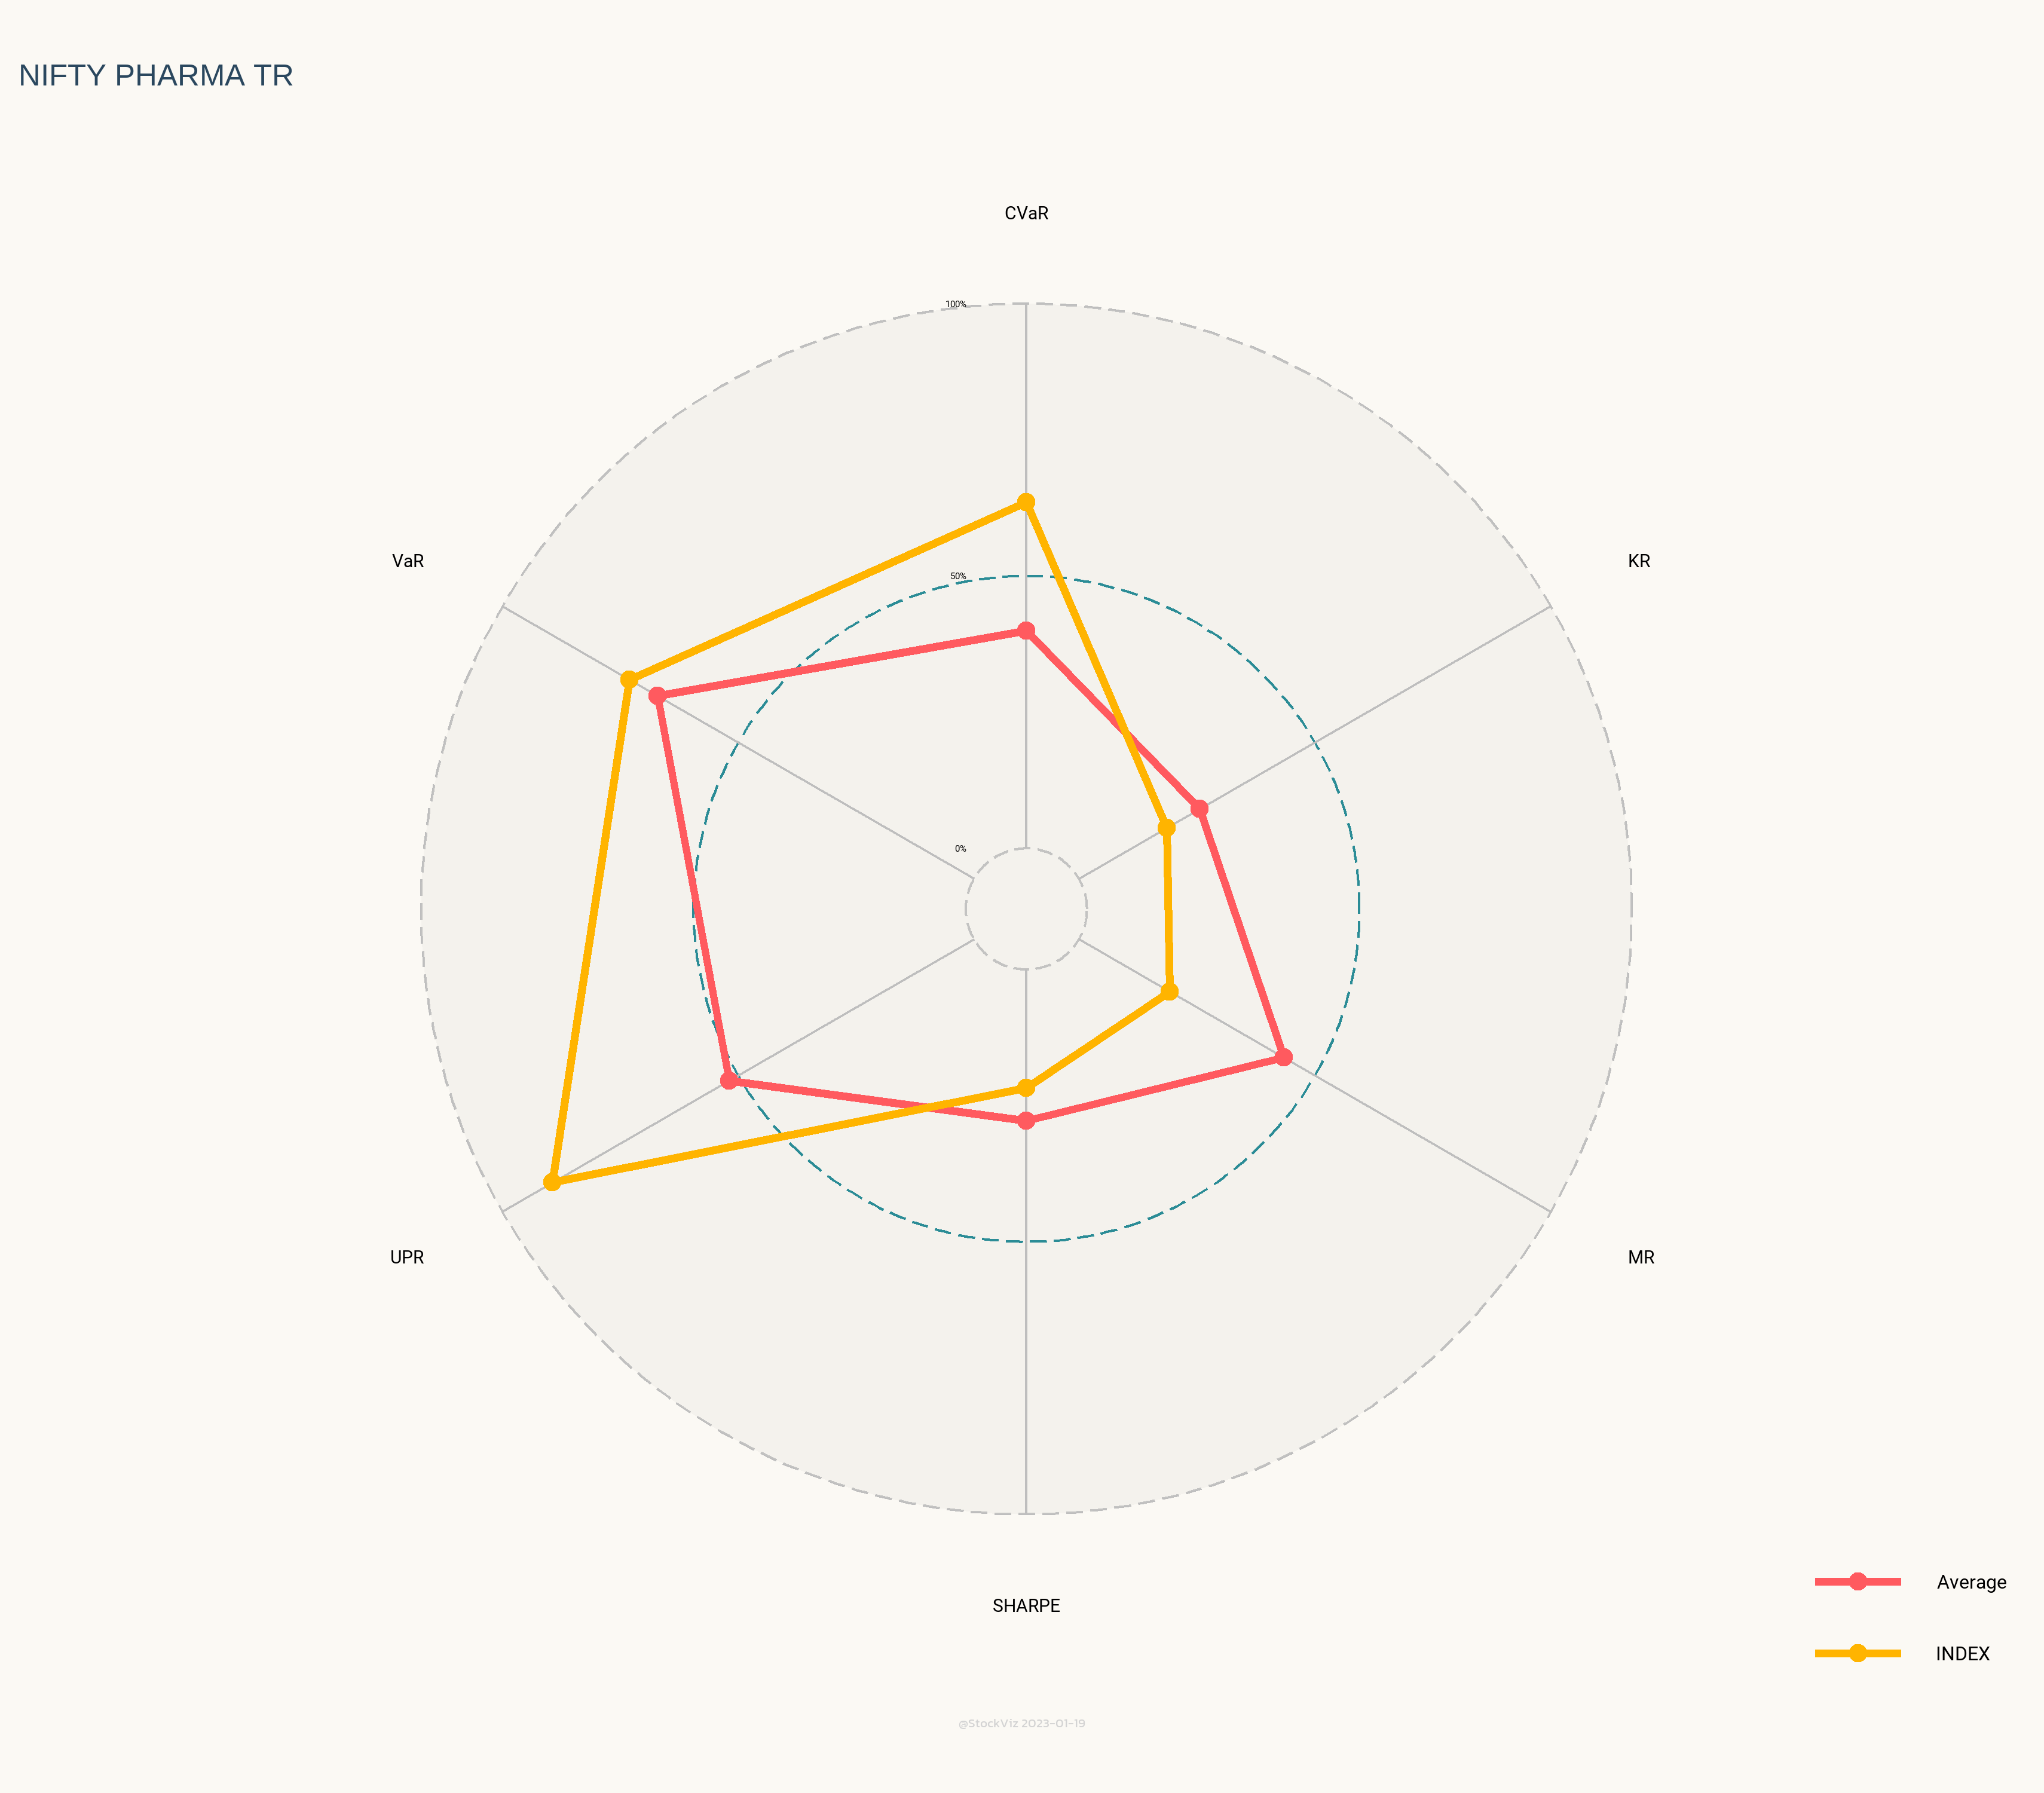 NIFTY PHARMA TR
CVaR
100%
VaR
KR
50%
0%
UPR
MR
SHARPE
Average
INDEX
@StockViz 2023-01-19